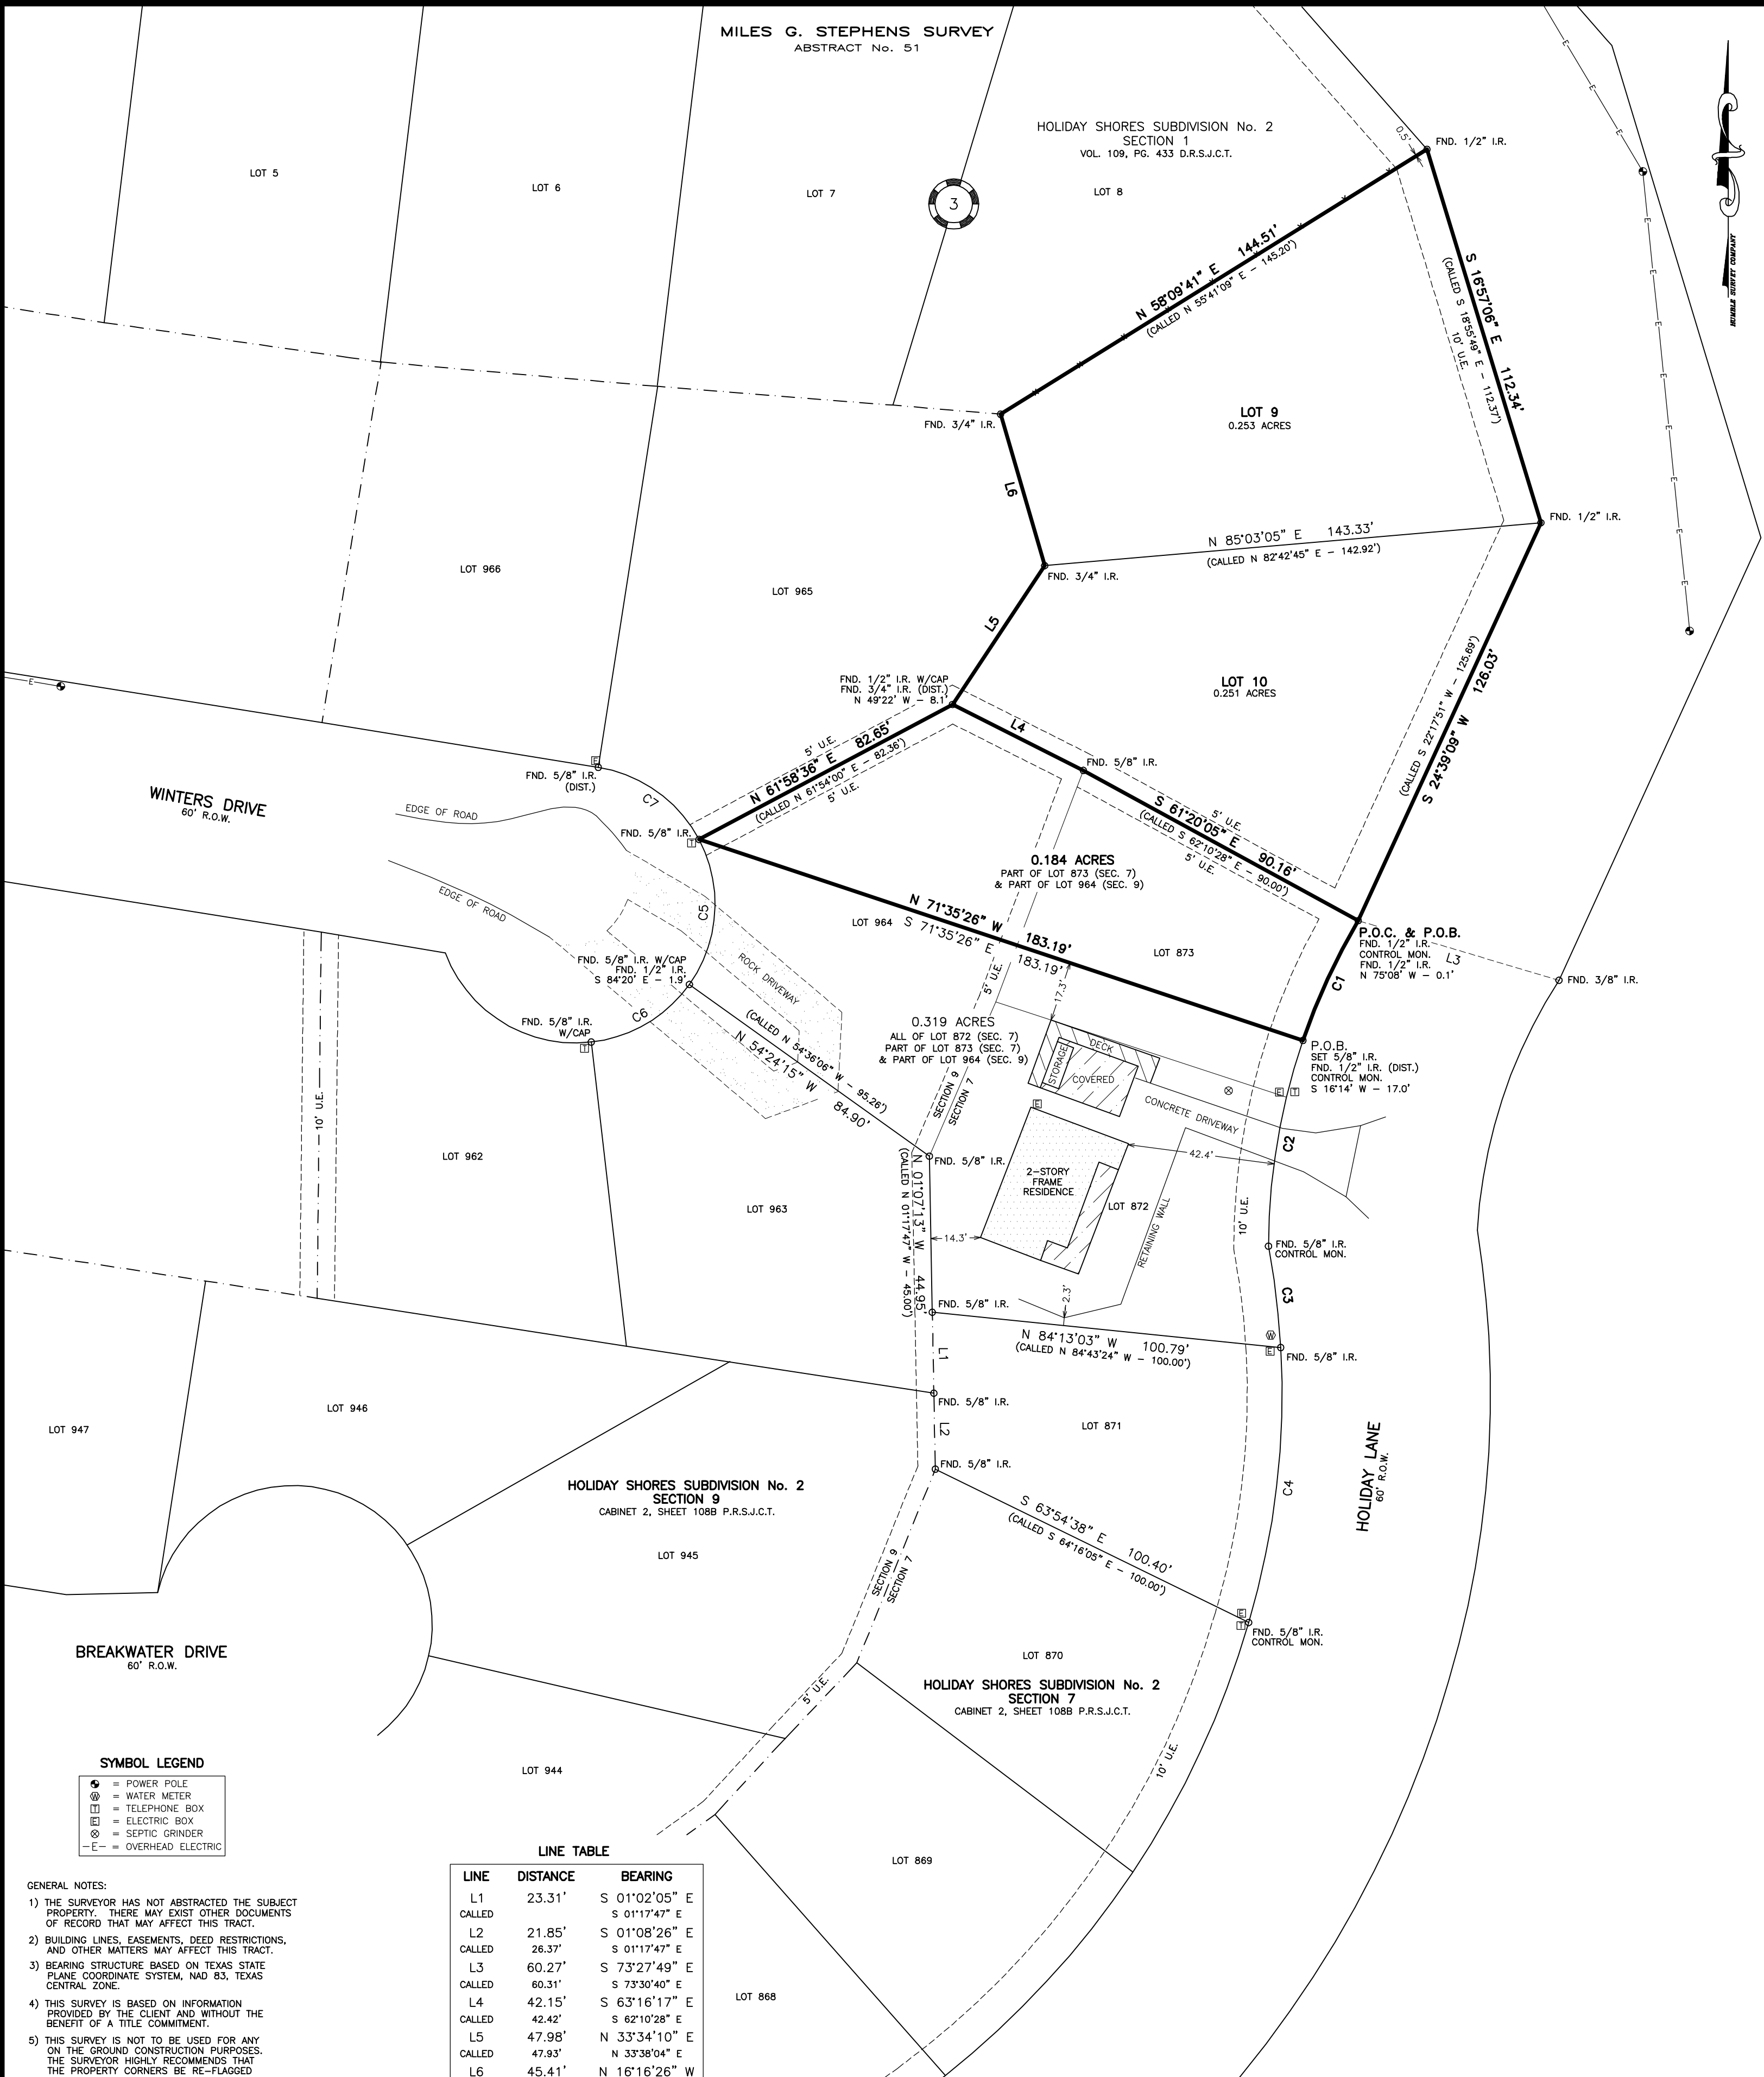 MILES G. STEPHENS SURVEY
ABSTRACT No. 51
HOLIDAY SHORES SUBDIVISION No. 2
SECTION 1
VOL. 109, PG. 433 D.R.S.J.C.T.
HUMBLE SURVEY COMPANY
LOT 5
LOT 6
LOT 7
3
LOT 8
0.5'
FND. 1/2" I.R.
N 58°09'41" E 144.51'
(CALLED N 55°41'09" E - 145.20')
S 16°57'06" E 112.34'
(CALLED S 18°55'49" E - 112.37')
10' U.E.
FND. 3/4" I.R.
LOT 9
0.253 ACRES
L6
FND. 1/2" I.R.
N 85°03'05" E 143.33'
(CALLED N 82°42'45" E - 142.92')
FND. 3/4" I.R.
LOT 966
LOT 965
L5
E
E
E
E
E
E
E
E
E
E
FND. 1/2" I.R. W/CAP
FND. 3/4" I.R. (DIST.)
N 49°22' W - 8.1'
LOT 10
0.251 ACRES
(CALLED S 22°17'51" W - 125.69')
S 24°39'09" W 126.03'
L4
FND. 5/8" I.R.
5' U.E.
N 61°58'36" E 82.65'
(CALLED N 61°54'00" E - 82.36')
5' U.E.
5' U.E.
S 61°20'05" E 90.16'
(CALLED S 62°10'28" E - 90.00')
5' U.E.
E
FND. 5/8" I.R.
(DIST.)
C7
WINTERS DRIVE
60' R.O.W.
EDGE OF ROAD
FND. 5/8" I.R.
T
EDGE OF ROAD
0.184 ACRES
PART OF LOT 873 (SEC. 7)
& PART OF LOT 964 (SEC. 9)
N 71°35'26" W 183.19'
S 71°35'26" E 183.19'
LOT 964
LOT 873
P.O.C. & P.O.B.
FND. 1/2" I.R.
CONTROL MON.
FND. 1/2" I.R.
N 75°08' W - 0.1'
L3
FND. 3/8" I.R.
C1
C5
ROCK DRIVEWAY
FND. 5/8" I.R. W/CAP
FND. 1/2" I.R.
S 84°20' E - 1.9'
5' U.E.
17.3'
FND. 5/8" I.R.
W/CAP
T
C6
(CALLED N 54°36'06" W - 95.26')
N 54°24'15" W 84.90'
0.319 ACRES
ALL OF LOT 872 (SEC. 7)
PART OF LOT 873 (SEC. 7)
& PART OF LOT 964 (SEC. 9)
P.O.B.
SET 5/8" I.R.
FND. 1/2" I.R. (DIST.)
CONTROL MON.
S 16°14' W - 17.0'
DECK
STORAGE
COVERED
E
E T
CONCRETE DRIVEWAY
SECTION 9
SECTION 7
C2
42.4'
10' U.E.
LOT 962
FND. 5/8" I.R.
2-STORY
FRAME
RESIDENCE
N 01°07'13" W 44.95'
(CALLED N 01°17'47" W - 45.00')
LOT 963
LOT 872
RETAINING WALL
10' U.E.
14.3'
FND. 5/8" I.R.
CONTROL MON.
C3
FND. 5/8" I.R.
2.3'
N 84°13'03" W 100.79'
(CALLED N 84°43'24" W - 100.00')
W
E
FND. 5/8" I.R.
L1
FND. 5/8" I.R.
LOT 947
LOT 946
L2
LOT 871
FND. 5/8" I.R.
C4
HOLIDAY LANE
60' R.O.W.
HOLIDAY SHORES SUBDIVISION No. 2
SECTION 9
CABINET 2, SHEET 108B P.R.S.J.C.T.
S 63°54'38" E 100.40'
(CALLED S 64°16'05" E - 100.00')
LOT 945
SECTION 9
SECTION 7
E
T
FND. 5/8" I.R.
CONTROL MON.
BREAKWATER DRIVE
60' R.O.W.
LOT 870
HOLIDAY SHORES SUBDIVISION No. 2
SECTION 7
CABINET 2, SHEET 108B P.R.S.J.C.T.
5' U.E.
10' U.E.
LOT 944
LOT 869
LOT 868
SYMBOL LEGEND
= POWER POLE
W = WATER METER
T = TELEPHONE BOX
E = ELECTRIC BOX
⊗ = SEPTIC GRINDER
-E- = OVERHEAD ELECTRIC
GENERAL NOTES:
1) THE SURVEYOR HAS NOT ABSTRACTED THE SUBJECT
PROPERTY. THERE MAY EXIST OTHER DOCUMENTS
OF RECORD THAT MAY AFFECT THIS TRACT.
2) BUILDING LINES, EASEMENTS, DEED RESTRICTIONS,
AND OTHER MATTERS MAY AFFECT THIS TRACT.
3) BEARING STRUCTURE BASED ON TEXAS STATE
PLANE COORDINATE SYSTEM, NAD 83, TEXAS
CENTRAL ZONE.
4) THIS SURVEY IS BASED ON INFORMATION
PROVIDED BY THE CLIENT AND WITHOUT THE
BENEFIT OF A TITLE COMMITMENT.
5) THIS SURVEY IS NOT TO BE USED FOR ANY
ON THE GROUND CONSTRUCTION PURPOSES.
THE SURVEYOR HIGHLY RECOMMENDS THAT
THE PROPERTY CORNERS BE RE-FLAGGED
LINE TABLE
LINE DISTANCE BEARING
L1 23.31' S 01°02'05" E
CALLED S 01°17'47" E
L2 21.85' S 01°08'26" E
CALLED 26.37' S 01°17'47" E
L3 60.27' S 73°27'49" E
CALLED 60.31' S 73°30'40" E
L4 42.15' S 63°16'17" E
CALLED 42.42' S 62°10'28" E
L5 47.98' N 33°34'10" E
CALLED 47.93' N 33°38'04" E
L6 45.41' N 16°16'26" W